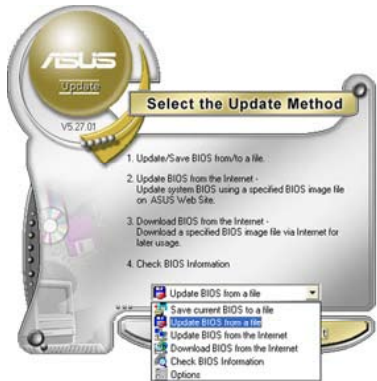 ASUS
Update
V5.27.01
Select the Update Method
1. Update/Save BIOS from/to a file.
2. Update BIOS from the Internet -
Update system BIOS using a specified BIOS image file
on ASUS Web Site.
3. Download BIOS from the Internet -
Download a specified BIOS image file via Internet for
later usage.
4. Check BIOS Information
Update BIOS from a file
Save current BIOS to a file
Update BIOS from a file
Update BIOS from the Internet
Download BIOS from the Internet
Check BIOS Information
Options